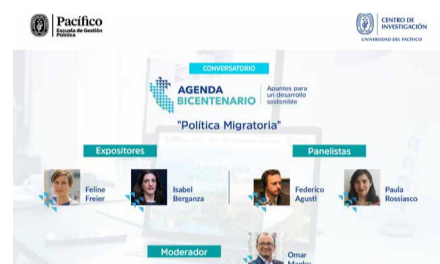 Pacífico
Escuela de Gestión
Pública
CENTRO DE
INVESTIGACIÓN
UNIVERSIDAD DEL PACÍFICO
CONVERSATORIO
AGENDA
BICENTENARIO
Apuntes para
un desarrollo
sostenible
"Política Migratoria"
Expositores
Panelistas
Feline
Freier
Isabel
Berganza
Federico
Agusti
Paula
Rossiasco
Moderador
Omar